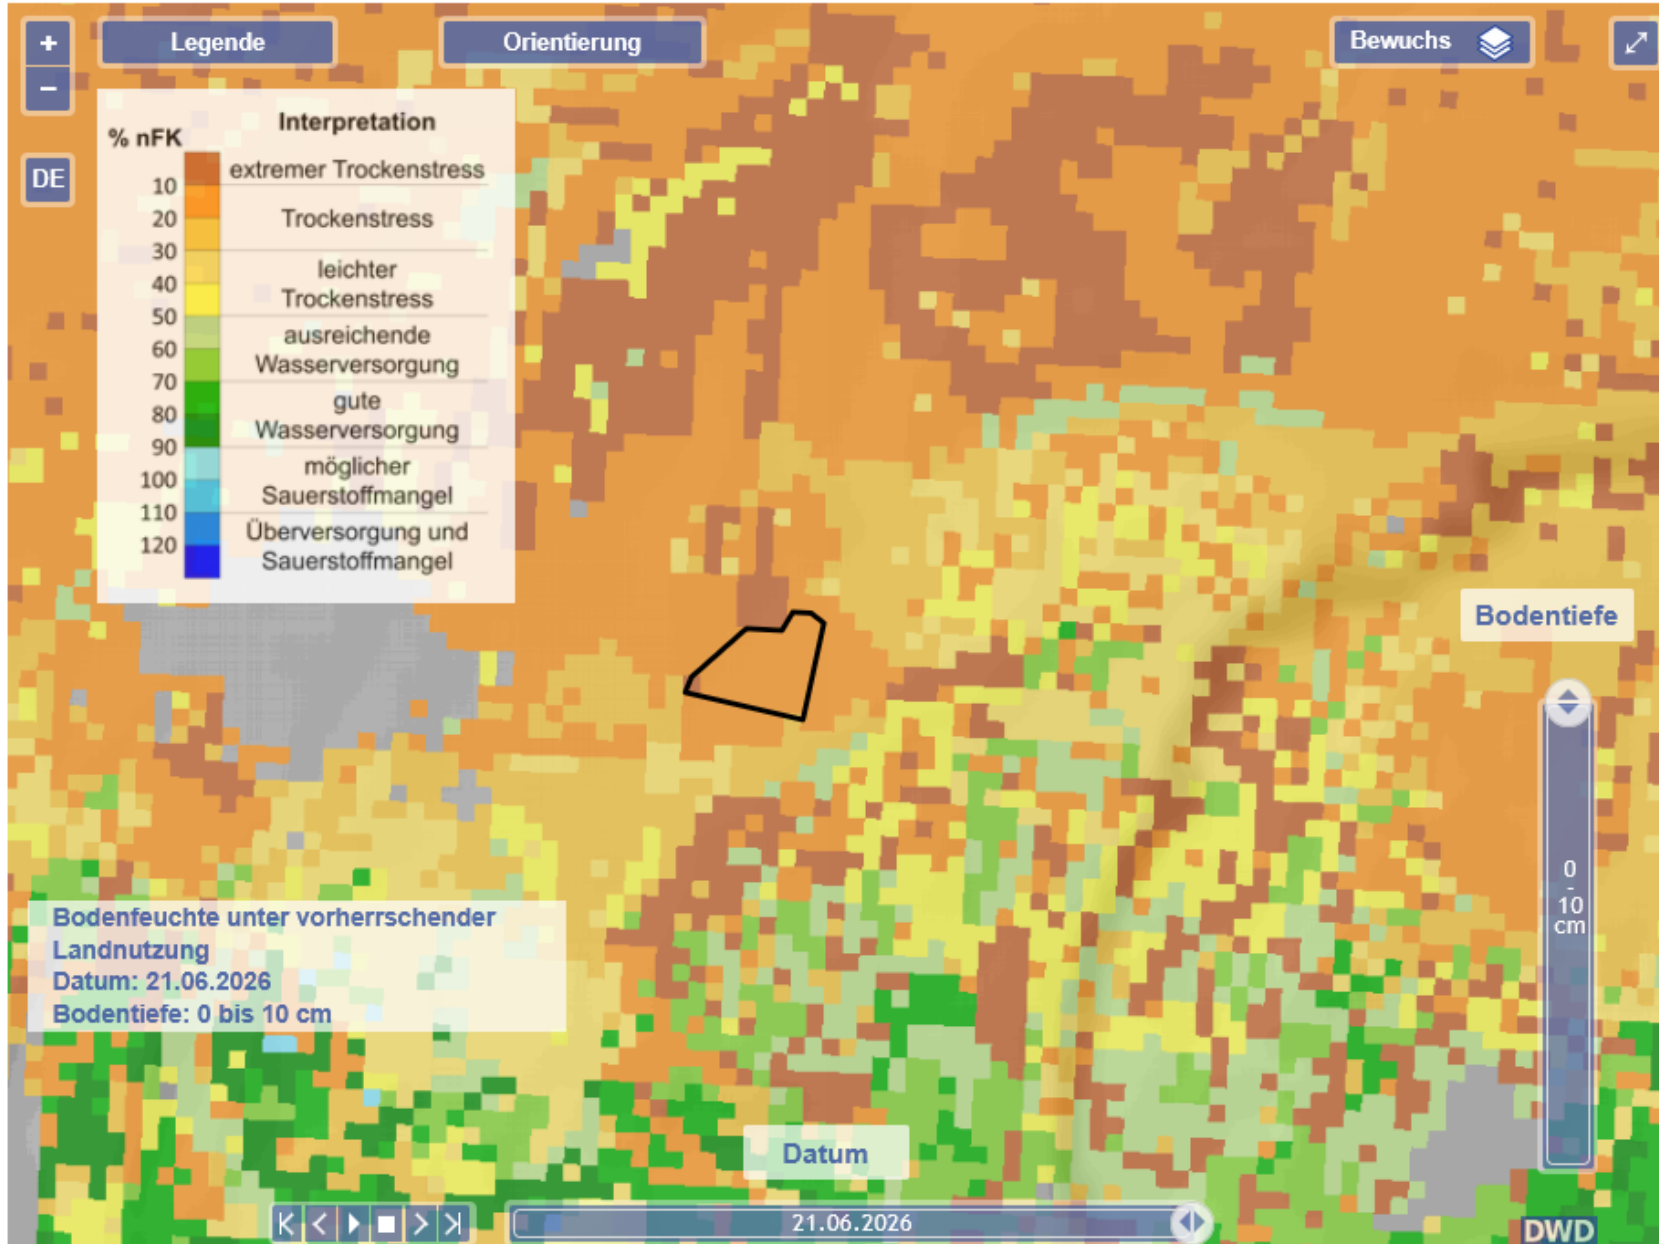 +
Legende
Orientierung
Bewuchs
−
DE
Interpretation
% nFK
extremer Trockenstress
10
Trockenstress
20
30
leichter
Trockenstress
40
50
ausreichende
Wasserversorgung
60
70
gute
Wasserversorgung
80
90
möglicher
Sauerstoffmangel
100
110
Überversorgung und
Sauerstoffmangel
120
Bodentiefe
0
-
10
cm
Bodenfeuchte unter vorherrschender
Landnutzung
Datum: 21.06.2026
Bodentiefe: 0 bis 10 cm
Datum
21.06.2026
DWD